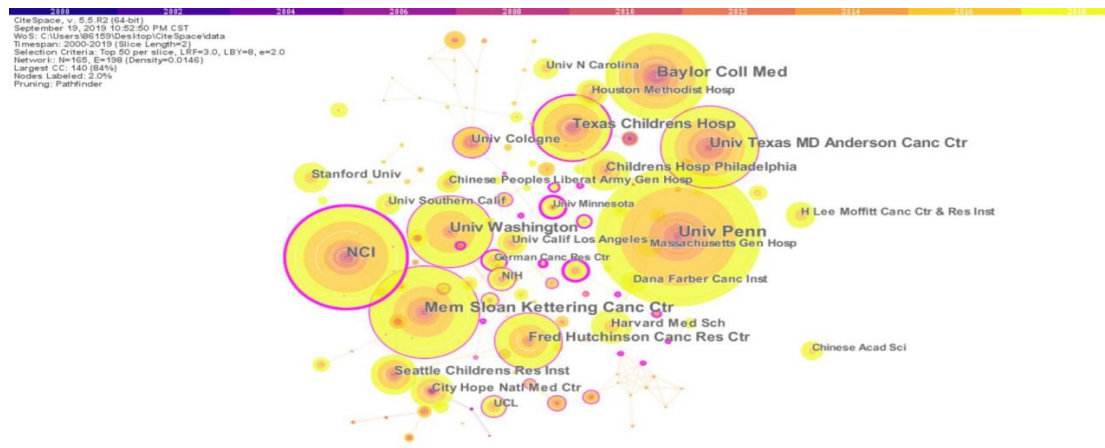 2000 2002 2004 2006 2008 2010 2012 2014 2016 2018
CiteSpace, v. 5.5.R2 (64-bit)
September 19, 2019 10:52:50 PM CST
WoS: C:\Users\86159\Desktop\CiteSpace\data
Timespan: 2000-2019 (Slice Length=2)
Selection Criteria: Top 50 per slice, LRF=3.0, LBY=8, e=2.0
Network: N=165, E=198 (Density=0.0146)
Largest CC: 140 (84%)
Nodes Labeled: 2.0%
Pruning: Pathfinder
Univ N Carolina
Baylor Coll Med
Houston Methodist Hosp
Texas Childrens Hosp
Univ Cologne
Univ Texas MD Anderson Canc Ctr
Childrens Hosp Philadelphia
Stanford Univ
Chinese Peoples Liberat Army Gen Hosp
Univ Southern Calif
Univ Minnesota
H Lee Moffitt Canc Ctr & Res Inst
Univ Washington
Univ Penn
Univ Calif Los Angeles
Massachusetts Gen Hosp
NCI
German Canc Res Ctr
NIH
Dana Farber Canc Inst
Mem Sloan Kettering Canc Ctr
Harvard Med Sch
Fred Hutchinson Canc Res Ctr
Chinese Acad Sci
Seattle Childrens Res Inst
City Hope Natl Med Ctr
UCL